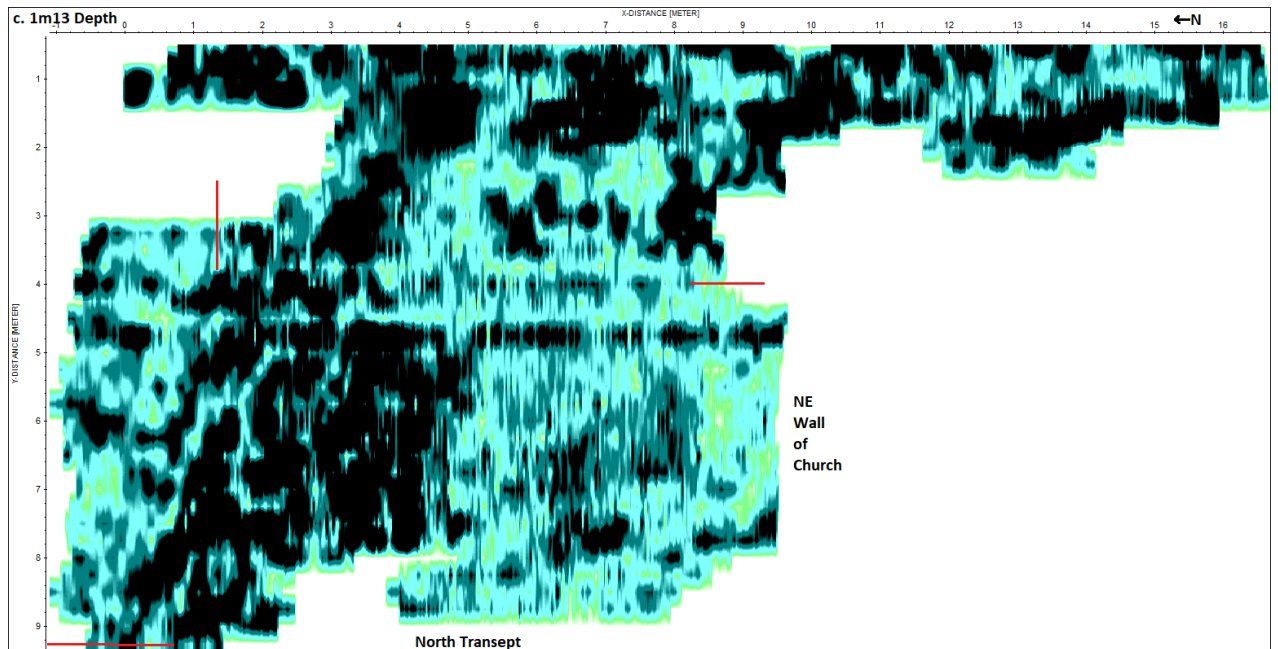 c. 1m13 Depth
X-DISTANCE [METER]
←N
-1 0 1 2 3 4 5 6 7 8 9 10 11 12 13 14 15 16
Y-DISTANCE [METER]
1
2
3
4
5
6
7
8
9
NE
Wall
of
Church
North Transept